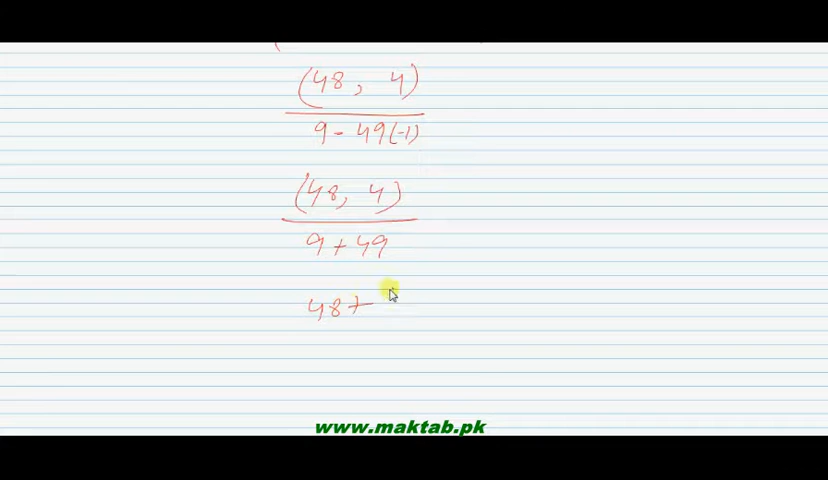 (48, 4)
9 - 49(-1)
(48, 4)
9 + 49
48 +
www.maktab.pk